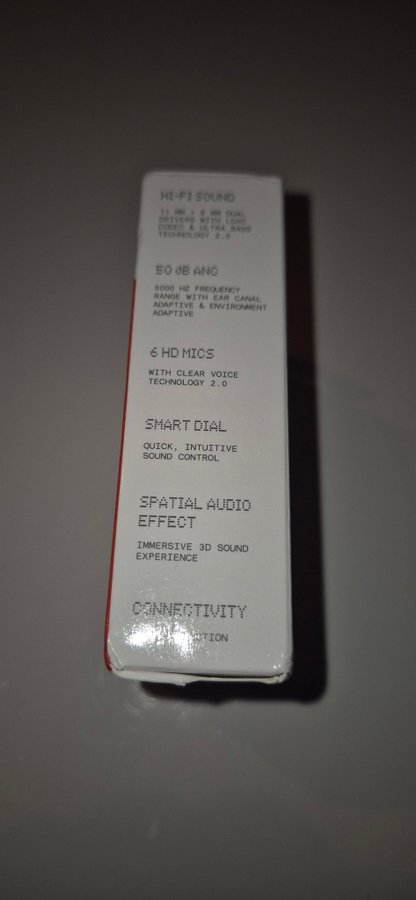 HI-FI SOUND
11 MM + 6 MM DUAL
DRIVERS WITH LDAC
CODEC & ULTRA BASS
TECHNOLOGY 2.0
50 dB ANC
5000 HZ FREQUENCY
RANGE WITH EAR CANAL
ADAPTIVE & ENVIRONMENT
ADAPTIVE
6 HD MICS
WITH CLEAR VOICE
TECHNOLOGY 2.0
SMART DIAL
QUICK, INTUITIVE
SOUND CONTROL
SPATIAL AUDIO
EFFECT
IMMERSIVE 3D SOUND
EXPERIENCE
CONNECTIVITY